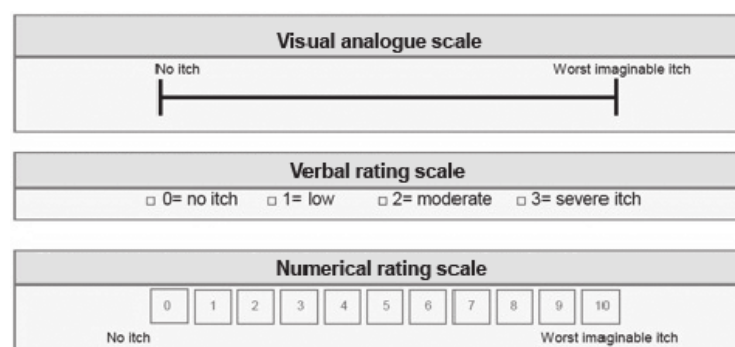 Visual analogue scale
No itch Worst imaginable itch
Verbal rating scale
□ 0= no itch □ 1= low □ 2= moderate □ 3= severe itch
Numerical rating scale
0 1 2 3 4 5 6 7 8 9 10
No itch Worst imaginable itch